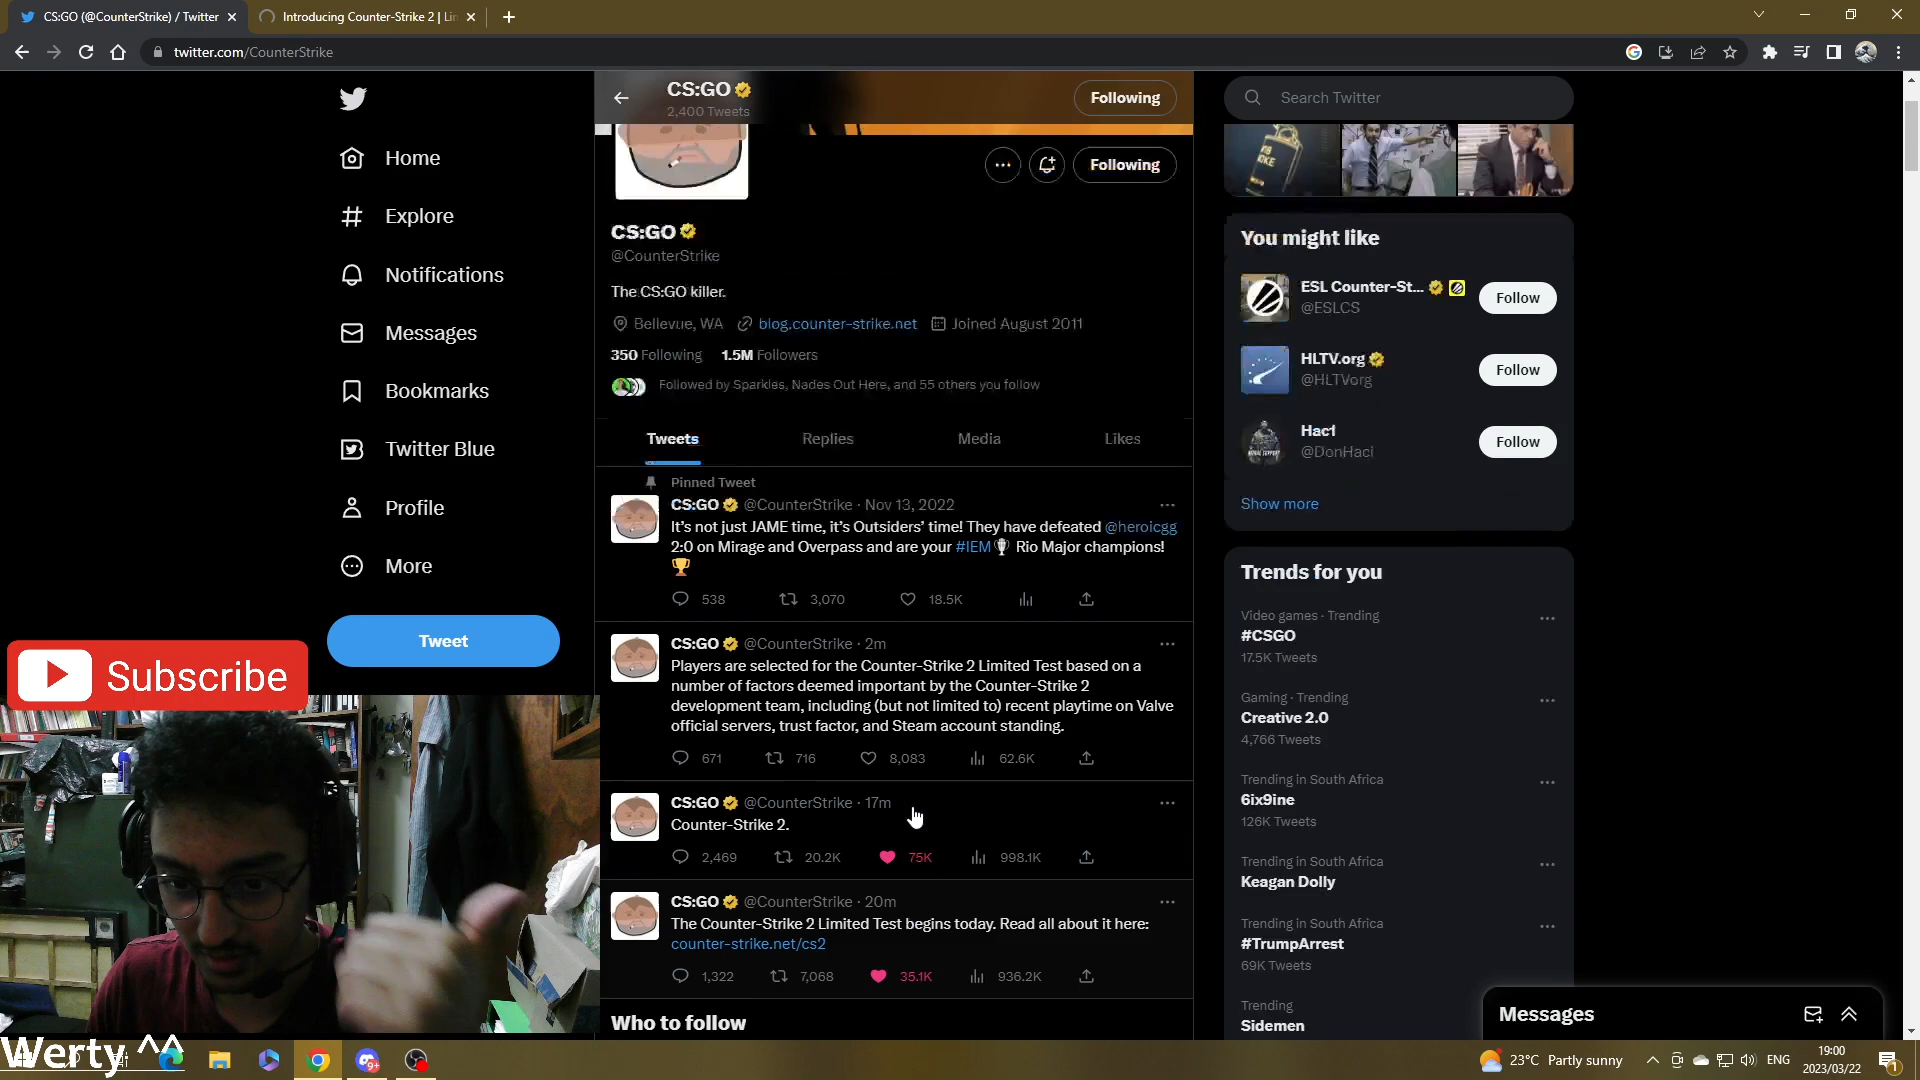 CS:GO (@CounterStrike) / Twitter
Introducing Counter-Strike 2 | Lin
twitter.com/CounterStrike
CS:GO
2,400 Tweets
Following
Search Twitter
Home
Explore
Notifications
Messages
Bookmarks
Twitter Blue
Profile
More
Tweet
Subscribe
Werty ^^
Following
CS:GO
@CounterStrike
The CS:GO killer.
Bellevue, WA blog.counter-strike.net Joined August 2011
350 Following 1.5M Followers
Followed by Sparkles, Nades Out Here, and 55 others you follow
Tweets Replies Media Likes
Pinned Tweet
CS:GO @CounterStrike · Nov 13, 2022
It's not just JAME time, it's Outsiders' time! They have defeated @heroicgg
2:0 on Mirage and Overpass and are your #IEM Rio Major champions!
538 3,070 18.5K
CS:GO @CounterStrike · 2m
Players are selected for the Counter-Strike 2 Limited Test based on a
number of factors deemed important by the Counter-Strike 2
development team, including (but not limited to) recent playtime on Valve
official servers, trust factor, and Steam account standing.
671 716 8,083 62.6K
CS:GO @CounterStrike · 17m
Counter-Strike 2.
2,469 20.2K 75K 998.1K
CS:GO @CounterStrike · 20m
The Counter-Strike 2 Limited Test begins today. Read all about it here:
counter-strike.net/cs2
1,322 7,068 35.1K 936.2K
Who to follow
You might like
ESL Counter-St...
@ESLCS
Follow
HLTV.org
@HLTVorg
Follow
Hac1
@DonHaci
Follow
Show more
Trends for you
Video games · Trending
#CSGO
17.5K Tweets
Gaming · Trending
Creative 2.0
4,766 Tweets
Trending in South Africa
6ix9ine
126K Tweets
Trending in South Africa
Keagan Dolly
Trending in South Africa
#TrumpArrest
69K Tweets
Trending
Sidemen
Messages
9+
23°C Partly sunny
ENG
19:00
2023/03/22
1